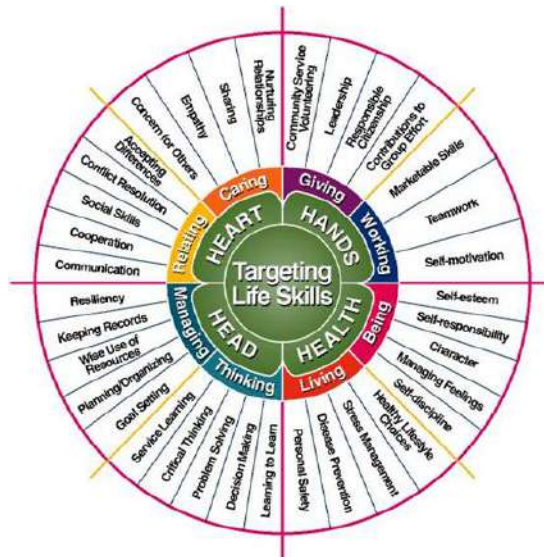 Targeting
Life Skills
HEART
HANDS
HEALTH
HEAD
Caring
Giving
Working
Being
Living
Thinking
Managing
Relating
Nurturing
Relationships
Sharing
Empathy
Concern for Others
Accepting
Differences
Conflict Resolution
Social Skills
Cooperation
Communication
Community Service
Volunteering
Leadership
Responsible
Citizenship
Contributions to
Group Effort
Marketable Skills
Teamwork
Self-motivation
Self-esteem
Self-responsibility
Character
Managing Feelings
Self-discipline
Healthy Lifestyle
Choices
Stress Management
Disease Prevention
Personal Safety
Learning to Learn
Decision Making
Problem Solving
Critical Thinking
Service Learning
Goal Setting
Planning/Organizing
Wise Use of
Resources
Keeping Records
Resiliency